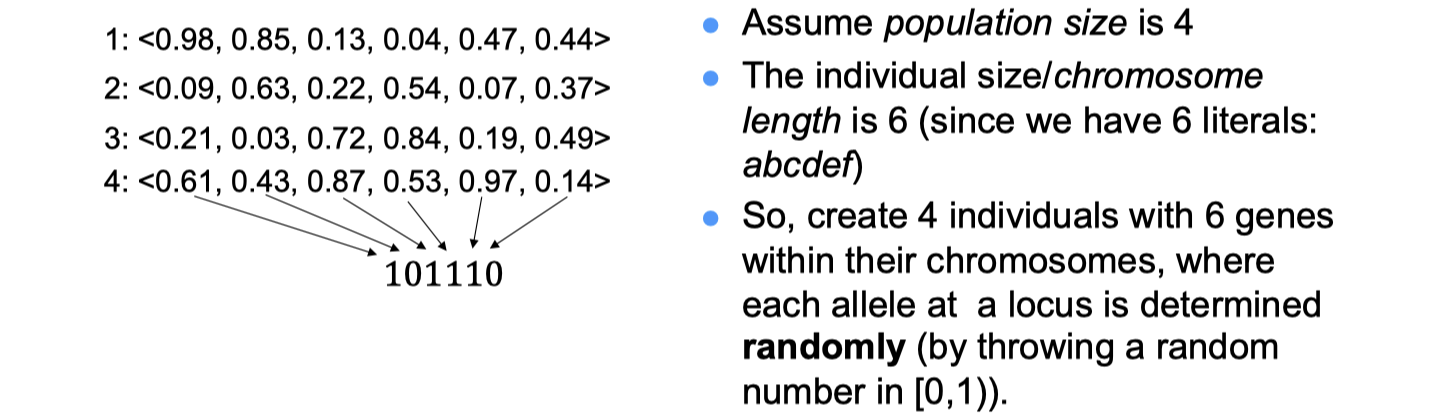 1: <0.98, 0.85, 0.13, 0.04, 0.47, 0.44>
2: <0.09, 0.63, 0.22, 0.54, 0.07, 0.37>
3: <0.21, 0.03, 0.72, 0.84, 0.19, 0.49>
4: <0.61, 0.43, 0.87, 0.53, 0.97, 0.14>
101110
• Assume population size is 4
• The individual size/chromosome
length is 6 (since we have 6 literals:
abcdef)
• So, create 4 individuals with 6 genes
within their chromosomes, where
each allele at a locus is determined
randomly (by throwing a random
number in [0,1)).